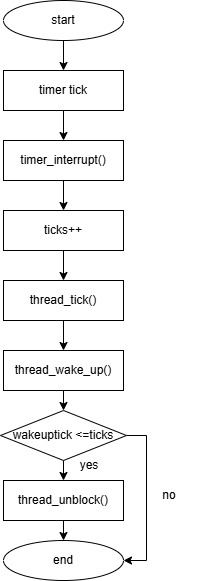 start
timer tick
timer_interrupt()
ticks++
thread_tick()
thread_wake_up()
wakeuptick <=ticks
yes
no
thread_unblock()
end